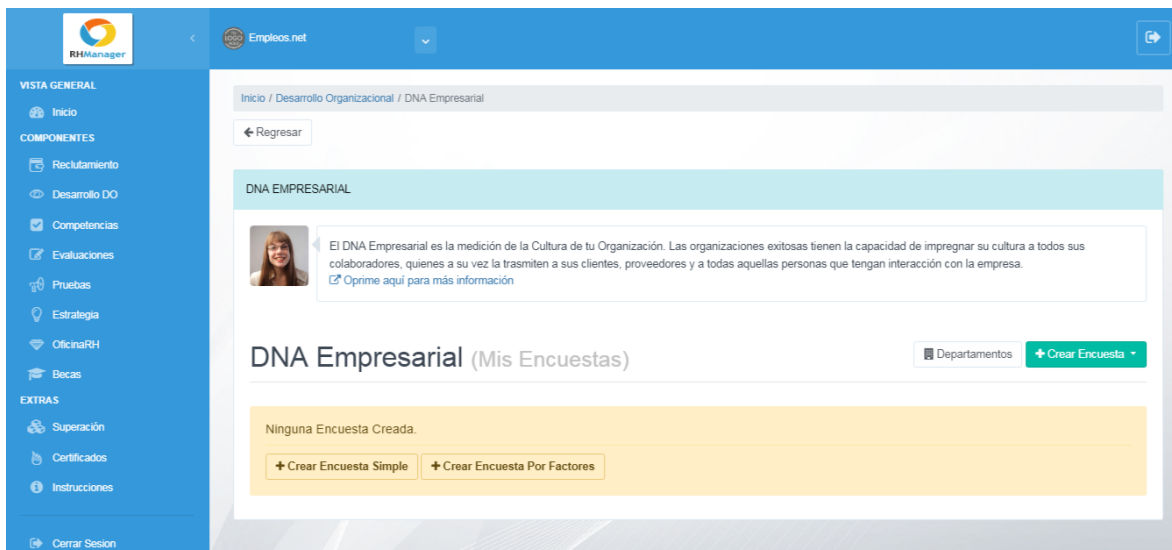 RHManager
Empleos.net
VISTA GENERAL
Inicio
COMPONENTES
Reclutamiento
Desarrollo DO
Competencias
Evaluaciones
Pruebas
Estrategia
OficinaRH
Becas
EXTRAS
Superación
Certificados
Instrucciones
Cerrar Sesion
Inicio / Desarrollo Organizacional / DNA Empresarial
Regresar
DNA EMPRESARIAL
El DNA Empresarial es la medición de la Cultura de tu Organización. Las organizaciones exitosas tienen la capacidad de impregnar su cultura a todos sus
colaboradores, quienes a su vez la trasmiten a sus clientes, proveedores y a todas aquellas personas que tengan interacción con la empresa.
Oprime aquí para más información
DNA Empresarial (Mis Encuestas)
Departamentos
+ Crear Encuesta
Ninguna Encuesta Creada.
+ Crear Encuesta Simple
+ Crear Encuesta Por Factores